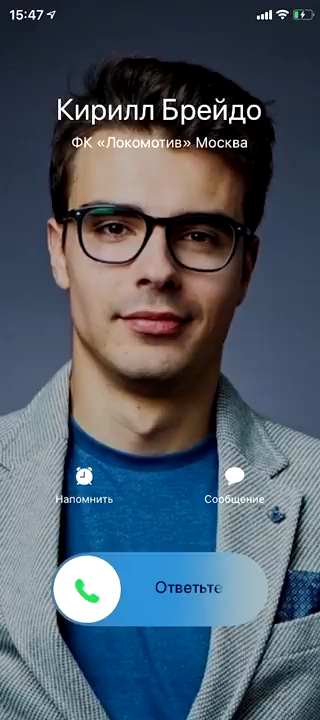 15:47
Кирилл Брейдо
ФК «Локомотив» Москва
Напомнить
Сообщение
Ответьте